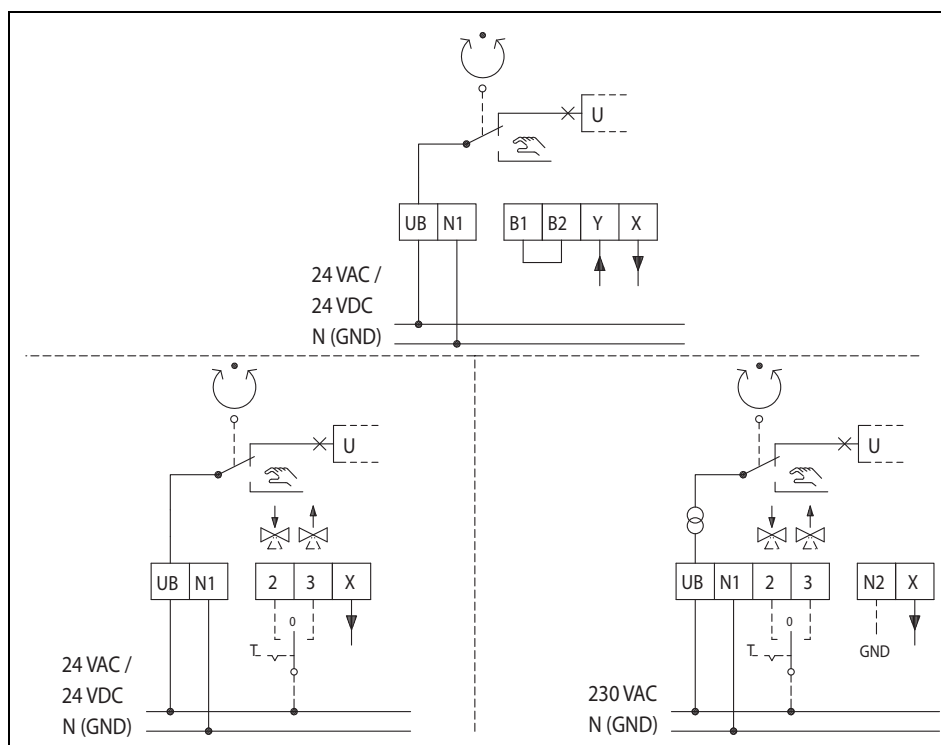 U
UB N1 B1 B2 Y X
24 VAC /
24 VDC
N (GND)
U
UB N1 2 3 X
0
T
24 VAC /
24 VDC
N (GND)
U
UB N1 2 3 N2 X
0
T
GND
230 VAC
N (GND)